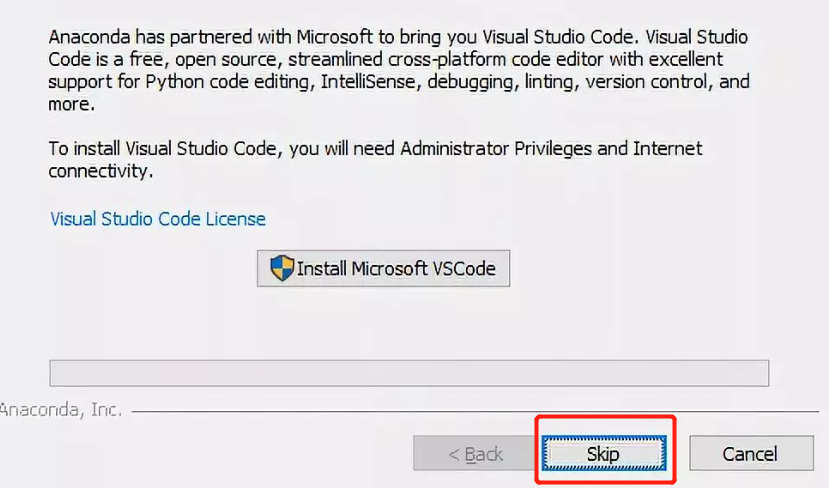 Anaconda has partnered with Microsoft to bring you Visual Studio Code. Visual Studio
Code is a free, open source, streamlined cross-platform code editor with excellent
support for Python code editing, IntelliSense, debugging, linting, version control, and
more.
To install Visual Studio Code, you will need Administrator Privileges and Internet
connectivity.
Visual Studio Code License
Install Microsoft VSCode
Anaconda, Inc.
< Back
Skip
Cancel